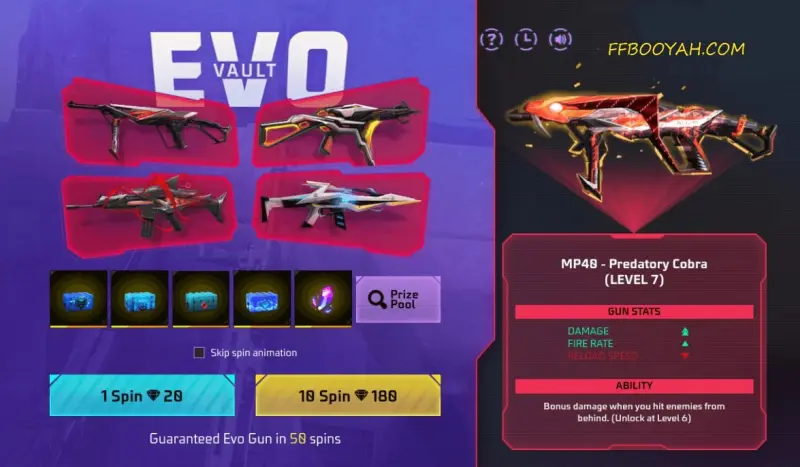 EVO
VAULT
FFBOOYAH.COM
Prize
Pool
Skip spin animation
1 Spin 20
10 Spin 180
Guaranteed Evo Gun in 50 spins
MP40 - Predatory Cobra
(LEVEL 7)
GUN STATS
DAMAGE
FIRE RATE
RELOAD SPEED
ABILITY
Bonus damage when you hit enemies from
behind. (Unlock at Level 6)